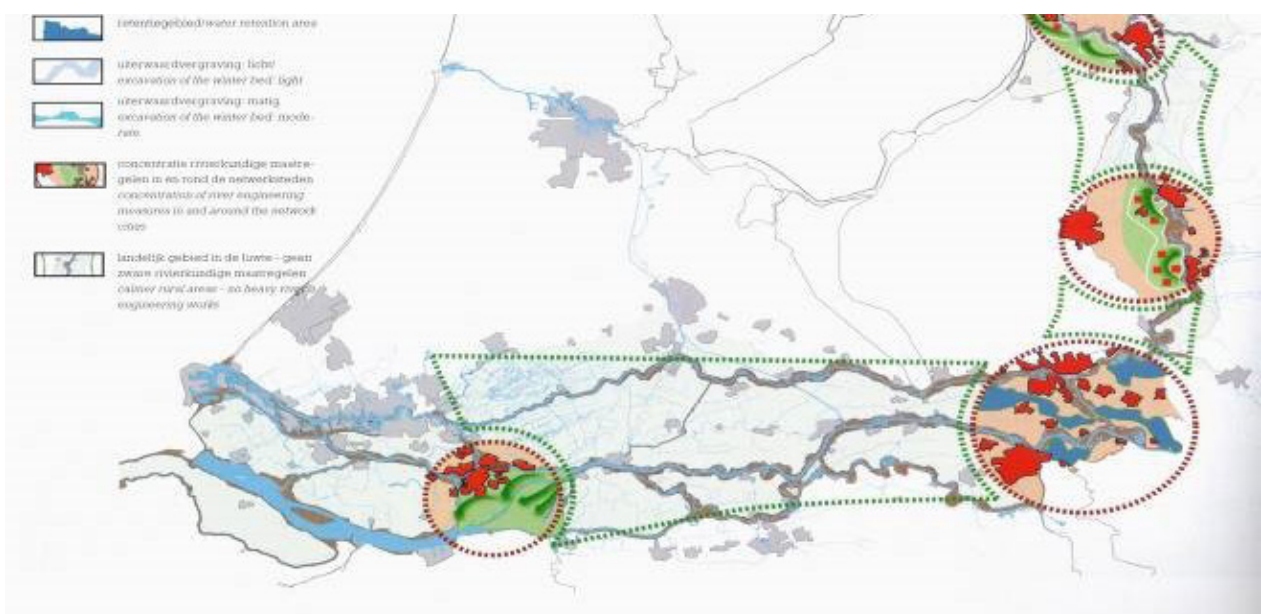 retentiegebied/water retention area
uiterwaardvergraving: licht/
excavation of the winter bed: light
uiterwaardvergraving: matig
excavation of the winter bed: mode-
rate
concentratie rivierkundige maatre-
gelen in en rond de netwerksteden
concentration of river engineering
measures in and around the network
cities
landelijk gebied in de luwte – geen
zware rivierkundige maatregelen
calmer rural areas – no heavy river
engineering works